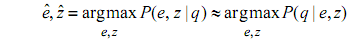 ê, ẑ = argmax P(e, z | q) ≈ argmax P(q | e, z)
e,z e,z